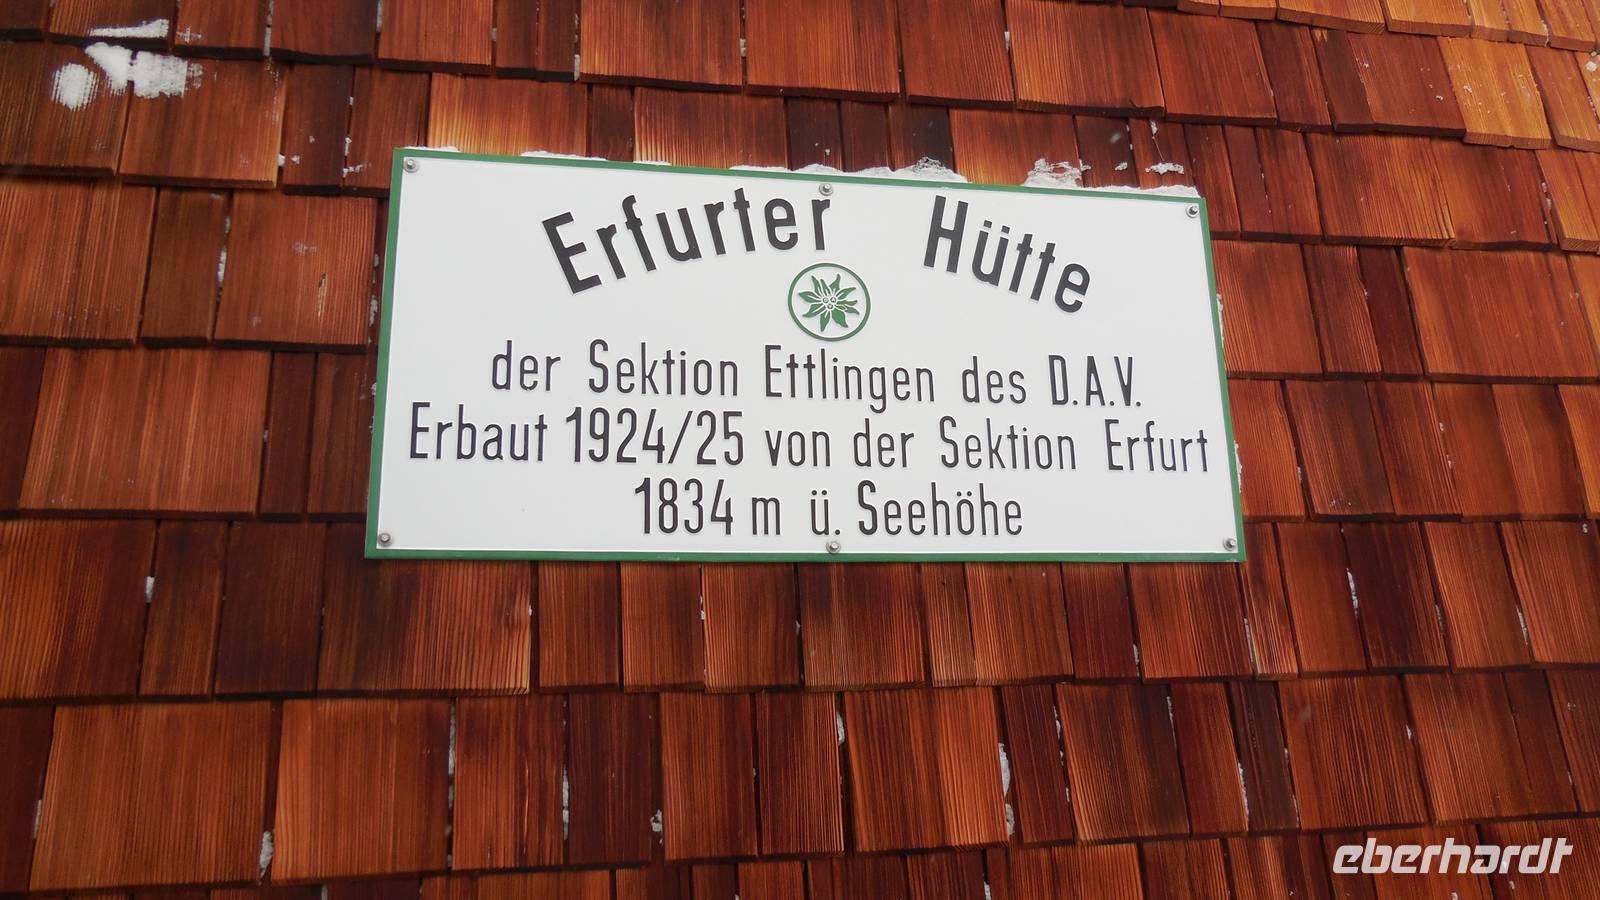 Erfurter Hütte
der Sektion Ettlingen des D.A.V.
Erbaut 1924/25 von der Sektion Erfurt
1834 m ü. Seehöhe
eberhardt